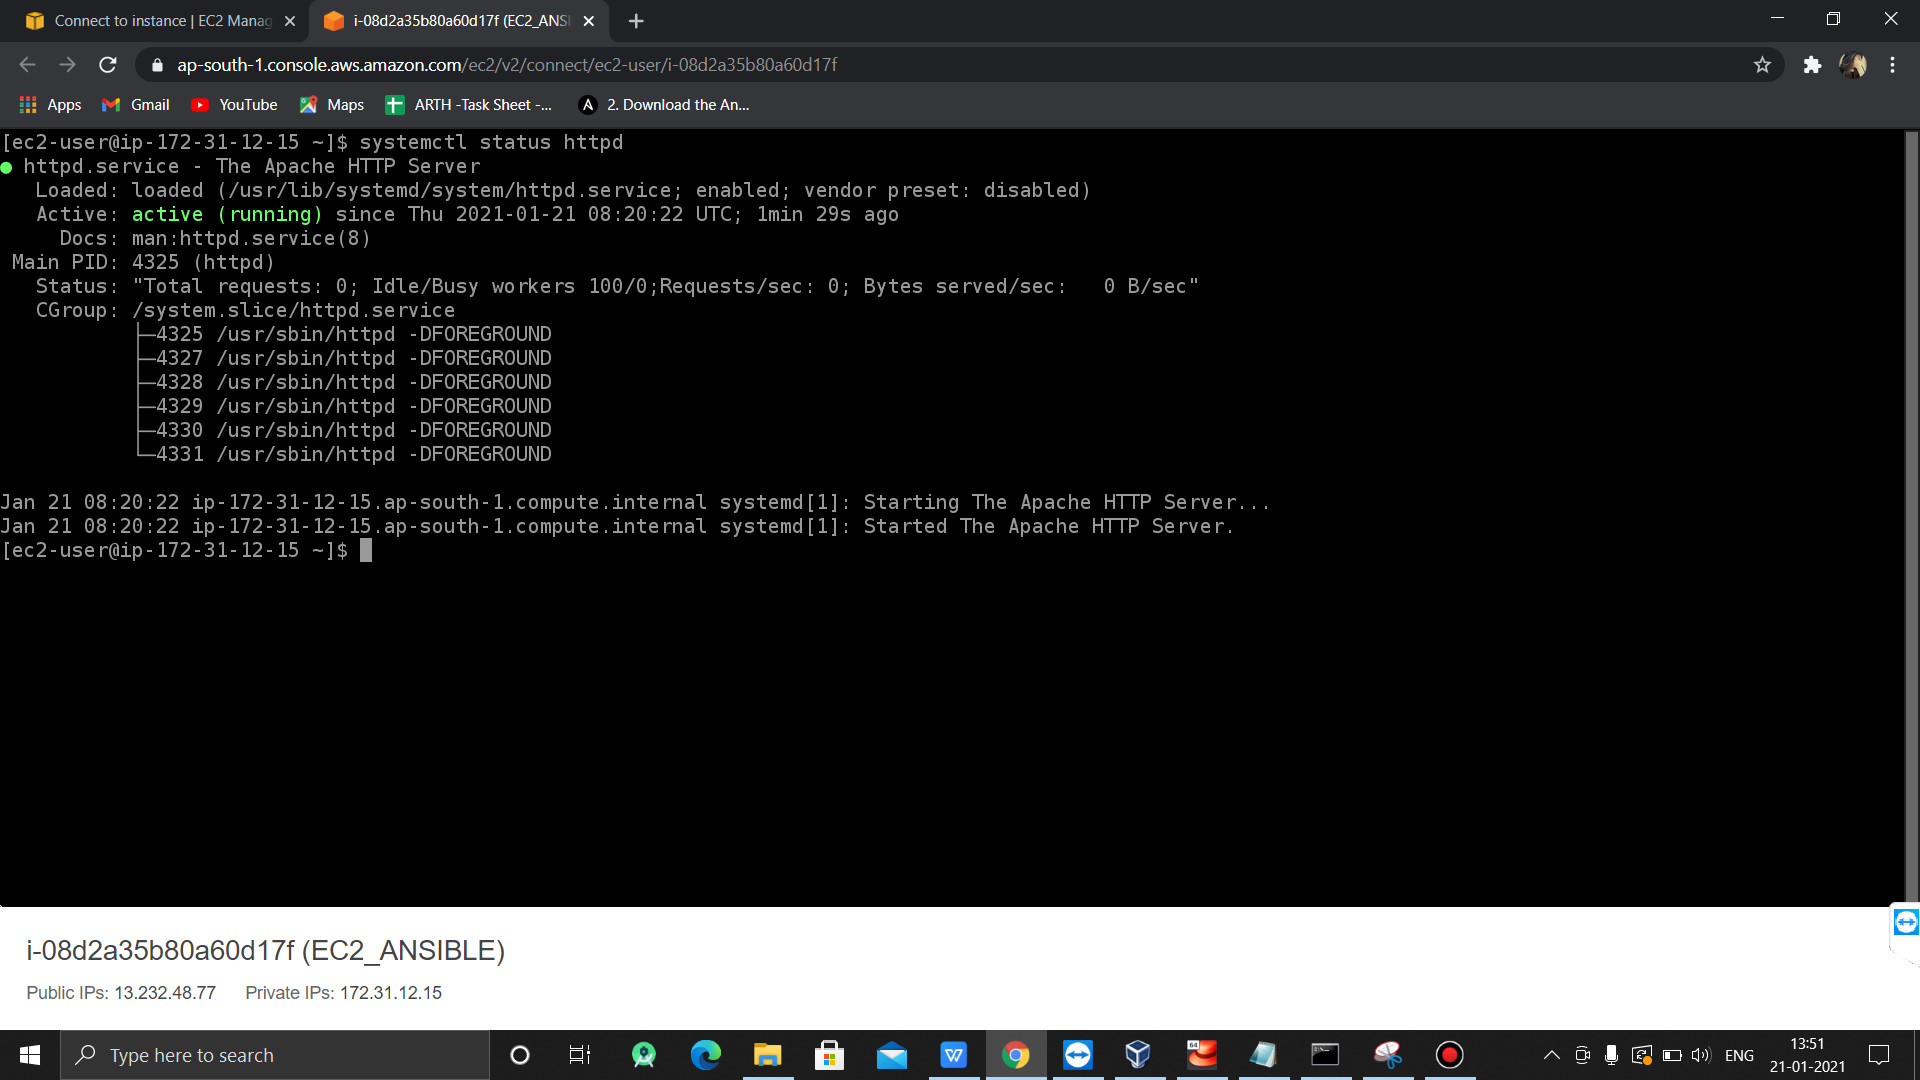 Connect to instance | EC2 Manag
i-08d2a35b80a60d17f (EC2_ANSI
ap-south-1.console.aws.amazon.com/ec2/v2/connect/ec2-user/i-08d2a35b80a60d17f
Apps Gmail YouTube Maps ARTH -Task Sheet -... A 2. Download the An...
[ec2-user@ip-172-31-12-15 ~]$ systemctl status httpd
● httpd.service - The Apache HTTP Server
   Loaded: loaded (/usr/lib/systemd/system/httpd.service; enabled; vendor preset: disabled)
   Active: active (running) since Thu 2021-01-21 08:20:22 UTC; 1min 29s ago
     Docs: man:httpd.service(8)
 Main PID: 4325 (httpd)
   Status: "Total requests: 0; Idle/Busy workers 100/0;Requests/sec: 0; Bytes served/sec:   0 B/sec"
   CGroup: /system.slice/httpd.service
           ├─4325 /usr/sbin/httpd -DFOREGROUND
           ├─4327 /usr/sbin/httpd -DFOREGROUND
           ├─4328 /usr/sbin/httpd -DFOREGROUND
           ├─4329 /usr/sbin/httpd -DFOREGROUND
           ├─4330 /usr/sbin/httpd -DFOREGROUND
           └─4331 /usr/sbin/httpd -DFOREGROUND
Jan 21 08:20:22 ip-172-31-12-15.ap-south-1.compute.internal systemd[1]: Starting The Apache HTTP Server...
Jan 21 08:20:22 ip-172-31-12-15.ap-south-1.compute.internal systemd[1]: Started The Apache HTTP Server.
[ec2-user@ip-172-31-12-15 ~]$
i-08d2a35b80a60d17f (EC2_ANSIBLE)
Public IPs: 13.232.48.77 Private IPs: 172.31.12.15
Type here to search
W
64
ENG
13:51
21-01-2021